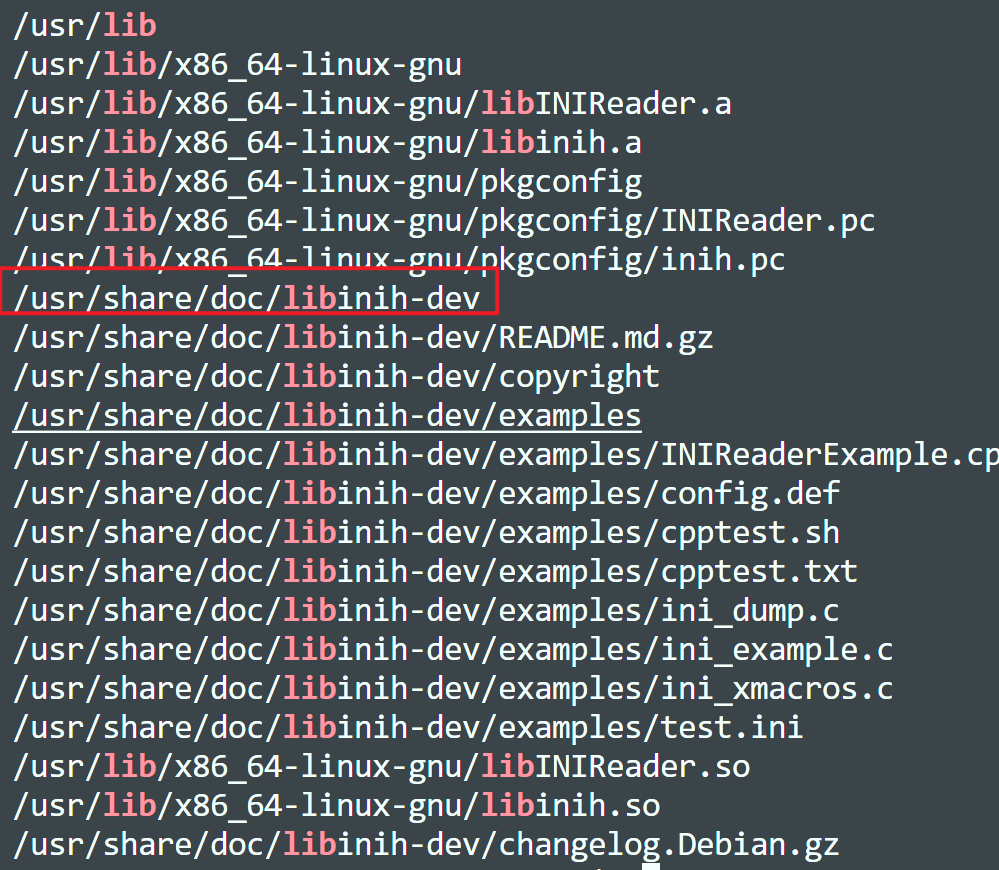 /usr/lib
/usr/lib/x86_64-linux-gnu
/usr/lib/x86_64-linux-gnu/libINIReader.a
/usr/lib/x86_64-linux-gnu/libinih.a
/usr/lib/x86_64-linux-gnu/pkgconfig
/usr/lib/x86_64-linux-gnu/pkgconfig/INIReader.pc
/usr/lib/x86_64-linux-gnu/pkgconfig/inih.pc
/usr/share/doc/libinih-dev
/usr/share/doc/libinih-dev/README.md.gz
/usr/share/doc/libinih-dev/copyright
/usr/share/doc/libinih-dev/examples
/usr/share/doc/libinih-dev/examples/INIReaderExample.cp
/usr/share/doc/libinih-dev/examples/config.def
/usr/share/doc/libinih-dev/examples/cpptest.sh
/usr/share/doc/libinih-dev/examples/cpptest.txt
/usr/share/doc/libinih-dev/examples/ini_dump.c
/usr/share/doc/libinih-dev/examples/ini_example.c
/usr/share/doc/libinih-dev/examples/ini_xmacros.c
/usr/share/doc/libinih-dev/examples/test.ini
/usr/lib/x86_64-linux-gnu/libINIReader.so
/usr/lib/x86_64-linux-gnu/libinih.so
/usr/share/doc/libinih-dev/changelog.Debian.gz